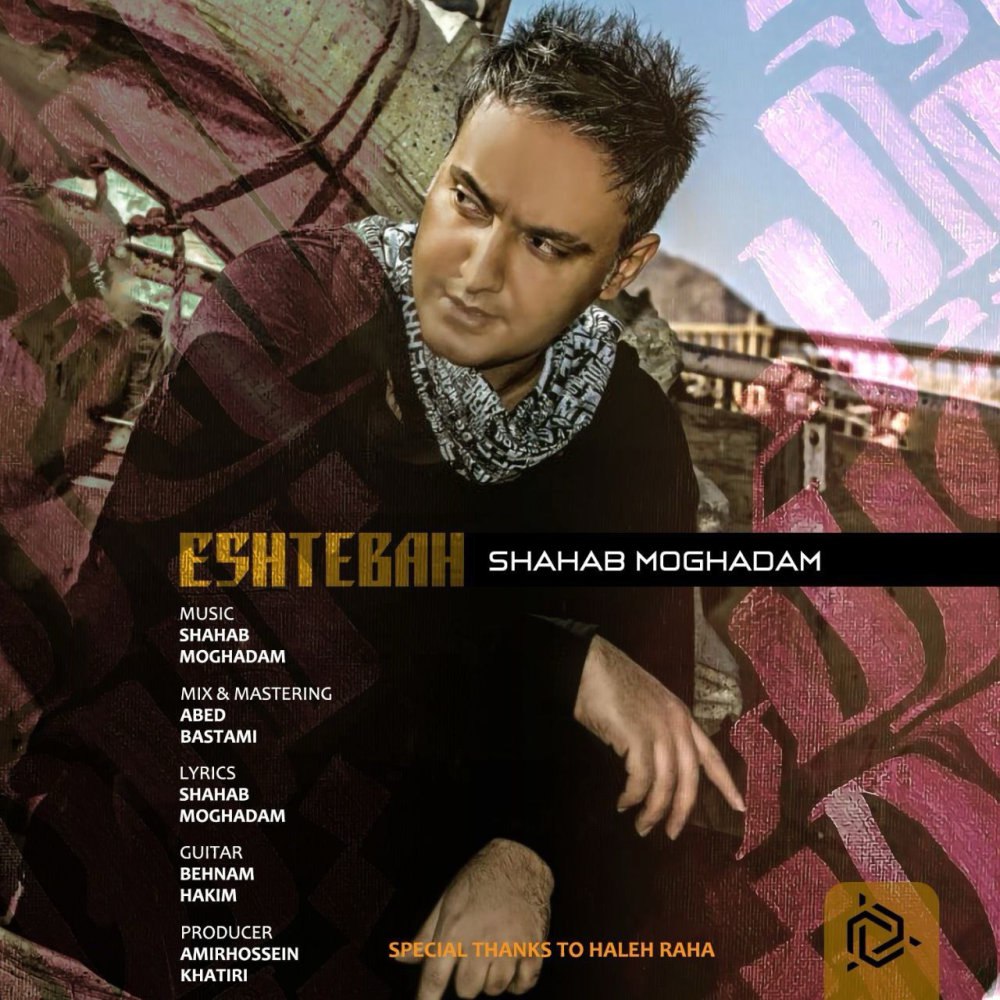 ESHTEBAH SHAHAB MOGHADAM
MUSIC
SHAHAB
MOGHADAM
MIX & MASTERING
ABED
BASTAMI
LYRICS
SHAHAB
MOGHADAM
GUITAR
BEHNAM
HAKIM
PRODUCER
AMIRHOSSEIN
KHATIRI
SPECIAL THANKS TO HALEH RAHA